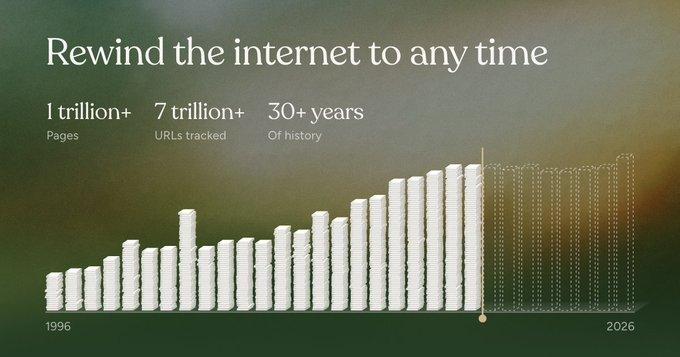 Rewind the internet to any time
1 trillion+ 7 trillion+ 30+ years
Pages URLs tracked Of history
1996 2026